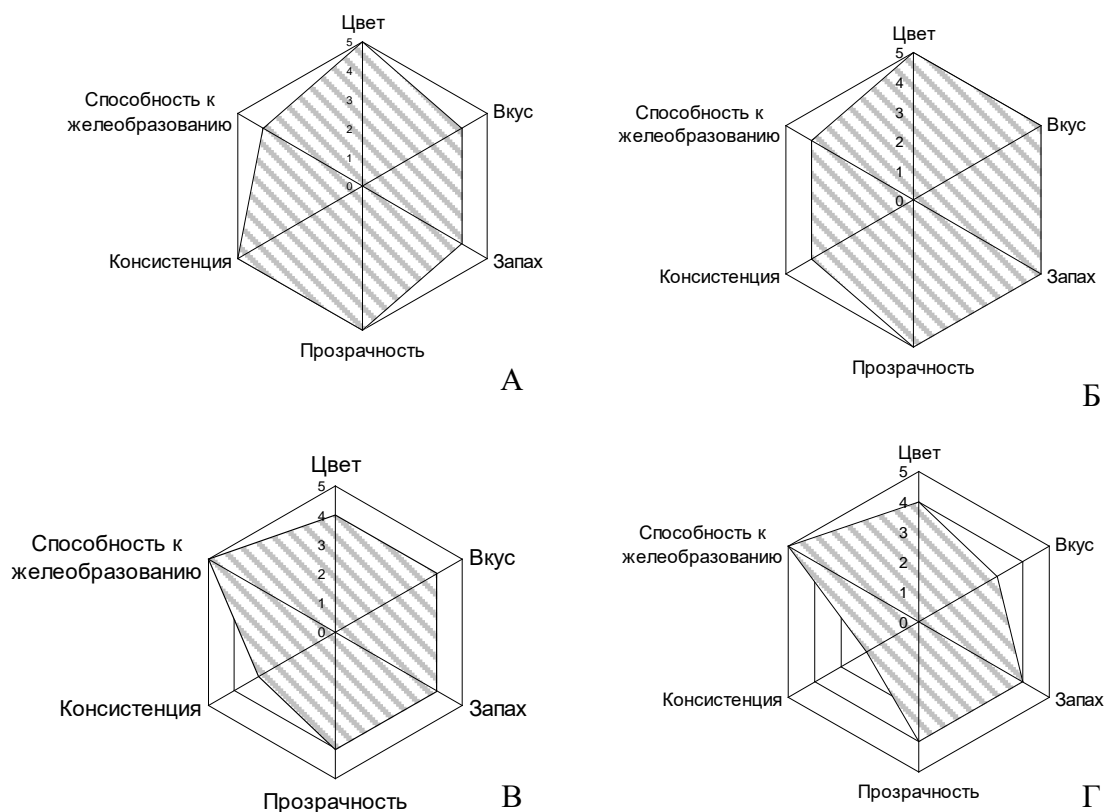 Цвет
5
4
3
2
1
0
Способность к
желеобразованию
Вкус
Консистенция
Запах
Прозрачность
А
Цвет
5
4
3
2
1
0
Способность к
желеобразованию
Вкус
Консистенция
Запах
Прозрачность
Б
Цвет
5
4
3
2
1
0
Способность к
желеобразованию
Вкус
Консистенция
Запах
Прозрачность
В
Цвет
5
4
3
2
1
0
Способность к
желеобразованию
Вкус
Консистенция
Запах
Прозрачность
Г